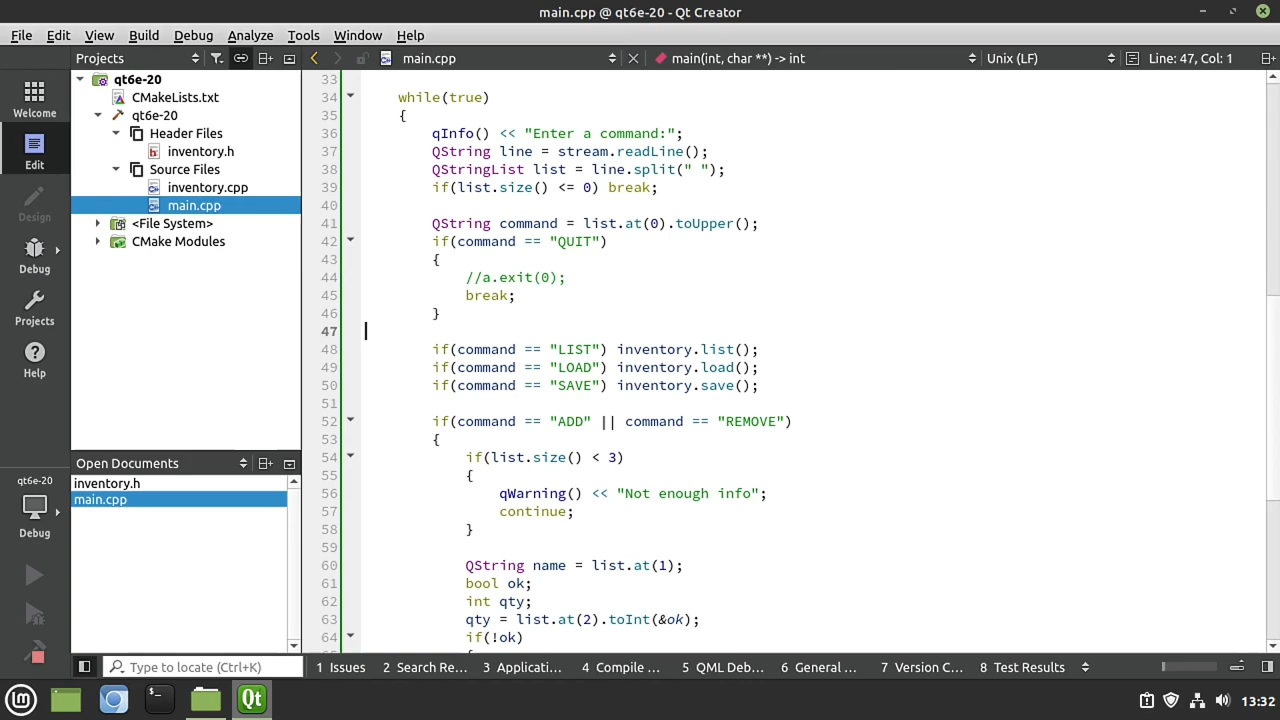 main.cpp @ qt6e-20 - Qt Creator
File Edit View Build Debug Analyze Tools Window Help
Projects main.cpp main(int, char **) -> int Unix (LF) Line: 47, Col: 1
Welcome
Edit
Design
Debug
Projects
Help
qt6e-20
CMakeLists.txt
qt6e-20
Header Files
inventory.h
Source Files
inventory.cpp
main.cpp
<File System>
CMake Modules
Open Documents
inventory.h
main.cpp
qt6e-20
Debug
33
34 while(true)
35 {
36 qInfo() << "Enter a command:";
37 QString line = stream.readLine();
38 QStringList list = line.split(" ");
39 if(list.size() <= 0) break;
40
41 QString command = list.at(0).toUpper();
42 if(command == "QUIT")
43 {
44 //a.exit(0);
45 break;
46 }
47
48 if(command == "LIST") inventory.list();
49 if(command == "LOAD") inventory.load();
50 if(command == "SAVE") inventory.save();
51
52 if(command == "ADD" || command == "REMOVE")
53 {
54 if(list.size() < 3)
55 {
56 qWarning() << "Not enough info";
57 continue;
58 }
59
60 QString name = list.at(1);
61 bool ok;
62 int qty;
63 qty = list.at(2).toInt(&ok);
64 if(!ok)
Type to locate (Ctrl+K) 1 Issues 2 Search Re... 3 Applicati... 4 Compile ... 5 QML Deb... 6 General ... 7 Version C... 8 Test Results
Qt 13:32